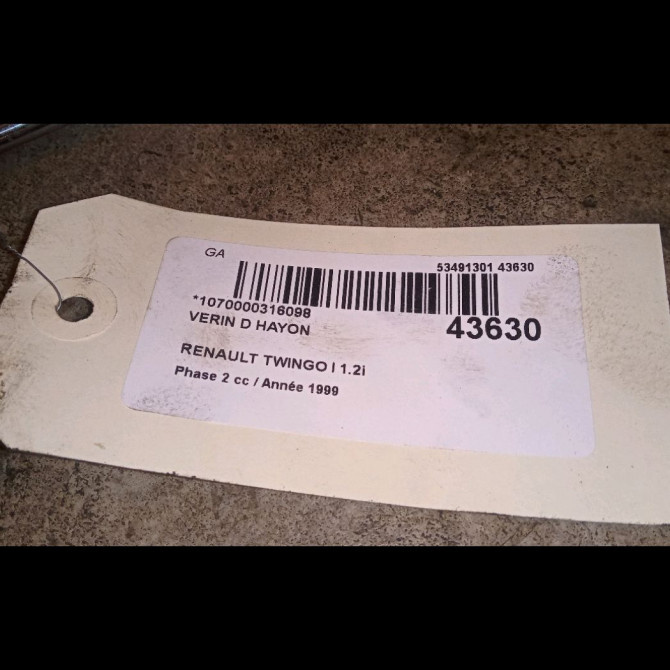 GA
53491301 43630
*1070000316098
43630
VERIN D HAYON
RENAULT TWINGO I 1.2i
Phase 2 cc / Année 1999